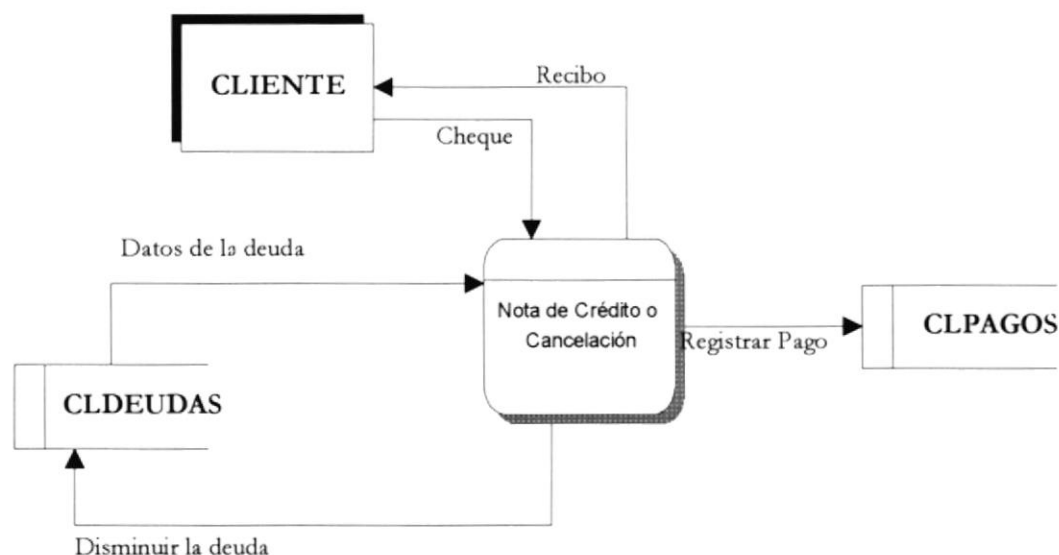 CLIENTE
Recibo
Cheque
Datos de la deuda
Nota de Crédito o
Cancelación
Registrar Pago
CLPAGOS
CLDEUDAS
Disminuir la deuda